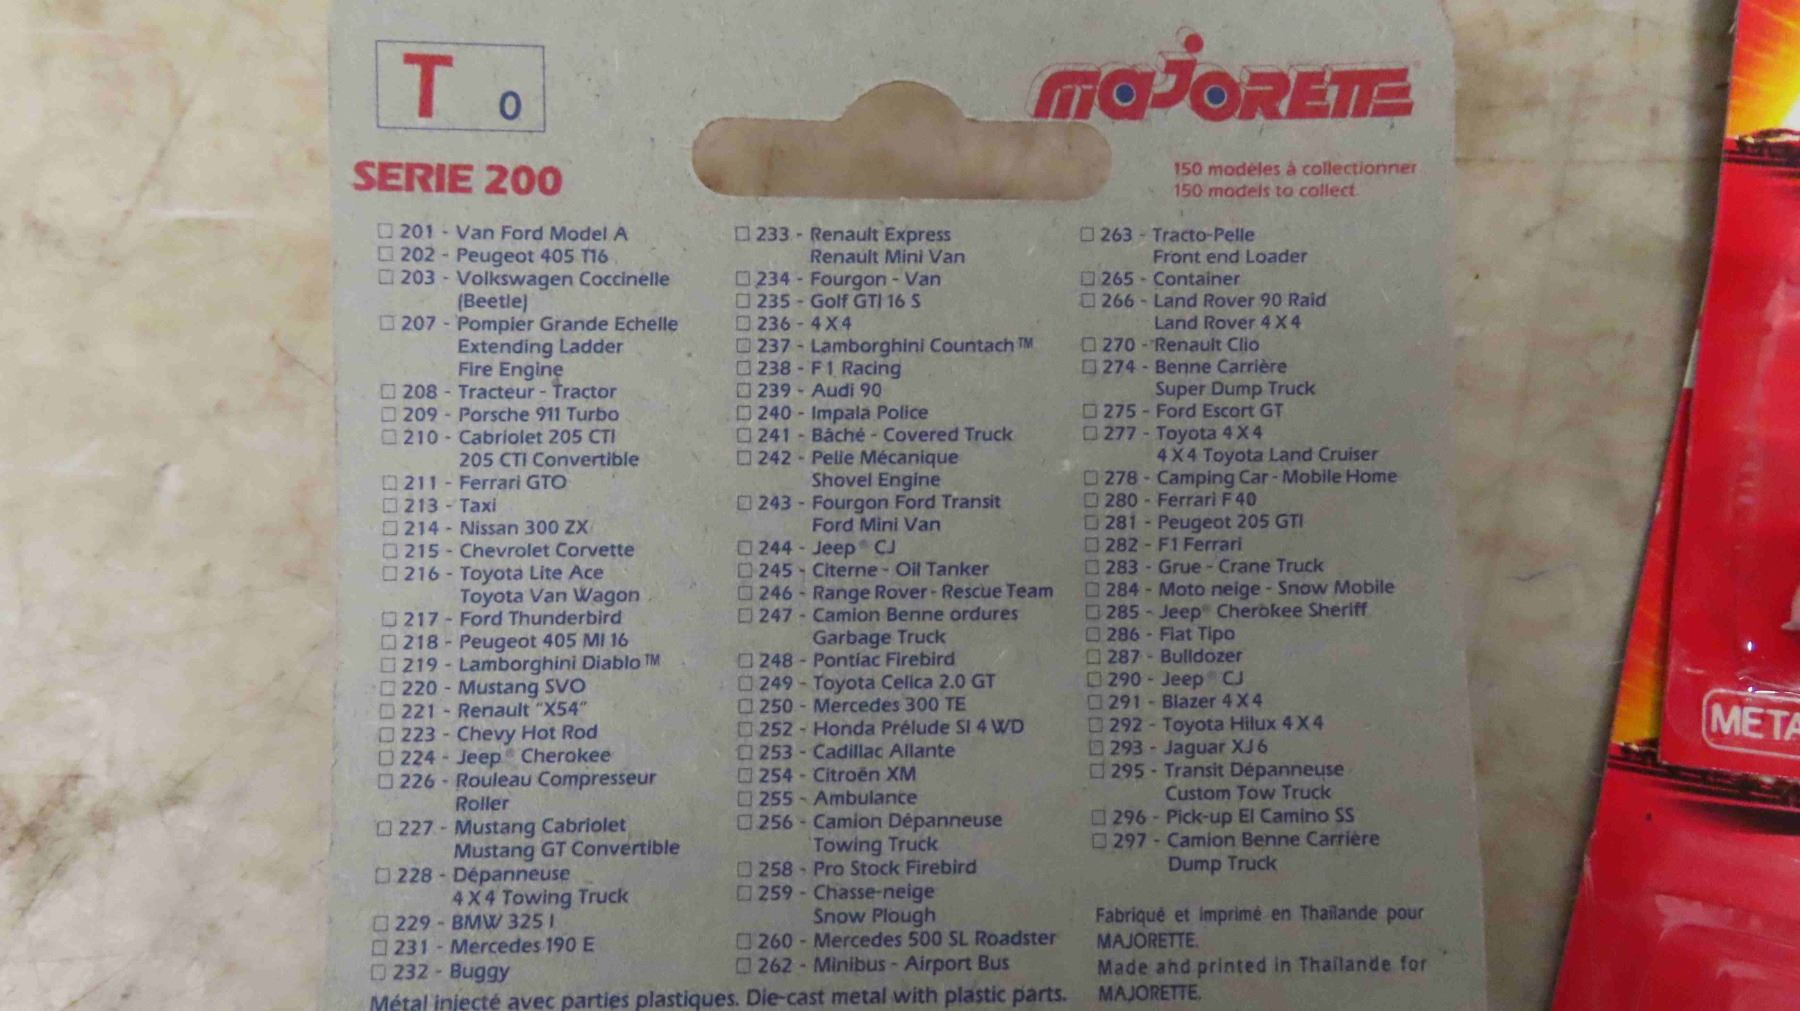 T 0
MAJORETTE
SERIE 200
150 modèles à collectionner
150 models to collect.
201 - Van Ford Model A
202 - Peugeot 405 T16
203 - Volkswagen Coccinelle
(Beetle)
207 - Pompier Grande Echelle
Extending Ladder
Fire Engine
208 - Tracteur - Tractor
209 - Porsche 911 Turbo
210 - Cabriolet 205 CTI
205 CTI Convertible
211 - Ferrari GTO
213 - Taxi
214 - Nissan 300 ZX
215 - Chevrolet Corvette
216 - Toyota Lite Ace
Toyota Van Wagon
217 - Ford Thunderbird
218 - Peugeot 405 MI 16
219 - Lamborghini Diablo™
220 - Mustang SVO
221 - Renault "X54"
223 - Chevy Hot Rod
224 - Jeep® Cherokee
226 - Rouleau Compresseur
Roller
227 - Mustang Cabriolet
Mustang GT Convertible
228 - Dépanneuse
4 X 4 Towing Truck
229 - BMW 325 I
231 - Mercedes 190 E
232 - Buggy
233 - Renault Express
Renault Mini Van
234 - Fourgon - Van
235 - Golf GTI 16 S
236 - 4 X 4
237 - Lamborghini Countach™
238 - F1 Racing
239 - Audi 90
240 - Impala Police
241 - Bâché - Covered Truck
242 - Pelle Mécanique
Shovel Engine
243 - Fourgon Ford Transit
Ford Mini Van
244 - Jeep® CJ
245 - Citerne - Oil Tanker
246 - Range Rover - Rescue Team
247 - Camion Benne ordures
Garbage Truck
248 - Pontiac Firebird
249 - Toyota Celica 2.0 GT
250 - Mercedes 300 TE
252 - Honda Prélude SI 4 WD
253 - Cadillac Allante
254 - Citroën XM
255 - Ambulance
256 - Camion Dépanneuse
Towing Truck
258 - Pro Stock Firebird
259 - Chasse-neige
Snow Plough
260 - Mercedes 500 SL Roadster
262 - Minibus - Airport Bus
263 - Tracto-Pelle
Front end Loader
265 - Container
266 - Land Rover 90 Raid
Land Rover 4 X 4
270 - Renault Clio
274 - Benne Carrière
Super Dump Truck
275 - Ford Escort GT
277 - Toyota 4 X 4
4 X 4 Toyota Land Cruiser
278 - Camping Car - Mobile Home
280 - Ferrari F 40
281 - Peugeot 205 GTI
282 - F1 Ferrari
283 - Grue - Crane Truck
284 - Moto neige - Snow Mobile
285 - Jeep® Cherokee Sheriff
286 - Fiat Tipo
287 - Bulldozer
290 - Jeep® CJ
291 - Blazer 4 X 4
292 - Toyota Hilux 4 X 4
293 - Jaguar XJ6
295 - Transit Dépanneuse
Custom Tow Truck
296 - Pick-up El Camino SS
297 - Camion Benne Carrière
Dump Truck
Fabriqué et imprimé en Thaïlande pour
MAJORETTE.
Made and printed in Thaïlande for
MAJORETTE.
Métal injecté avec parties plastiques. Die-cast metal with plastic parts.
META